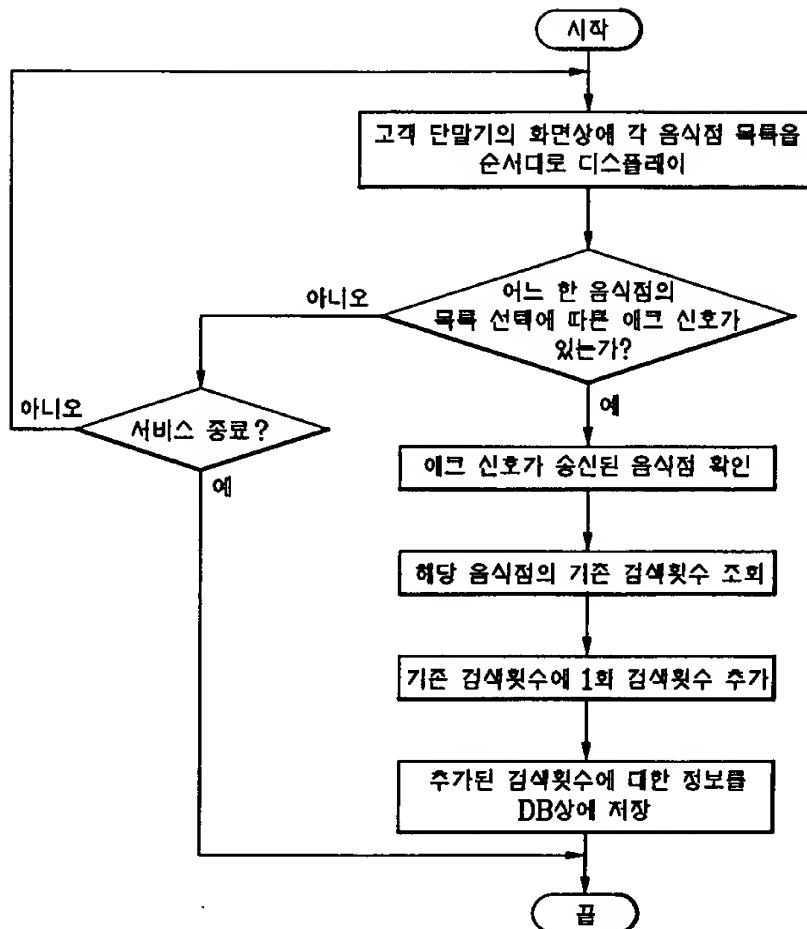 시작
고객 단말기의 화면상에 각 음식점 목록을
순서대로 디스플레이
어느 한 음식점의
목록 선택에 따른 애크 신호가
있는가?
아니오
예
서비스 종료?
아니오
예
애크 신호가 송신된 음식점 확인
해당 음식점의 기존 검색횟수 조회
기존 검색횟수에 1회 검색횟수 추가
추가된 검색횟수에 대한 정보를
DB상에 저장
끝